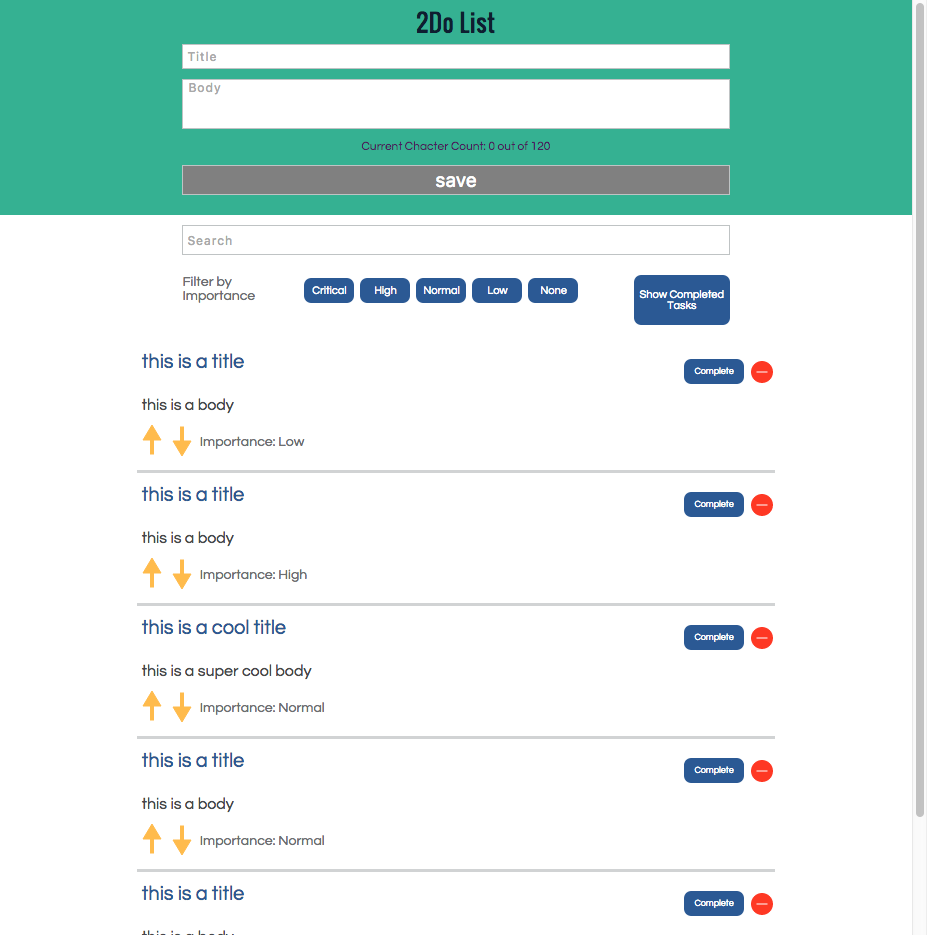 2Do List
Title
Body
Current Chacter Count: 0 out of 120
save
Search
Filter by
Importance
Critical
High
Normal
Low
None
Show Completed
Tasks
this is a title
Complete
this is a body
Importance: Low
this is a title
Complete
this is a body
Importance: High
this is a cool title
Complete
this is a super cool body
Importance: Normal
this is a title
Complete
this is a body
Importance: Normal
this is a title
Complete
this is a body